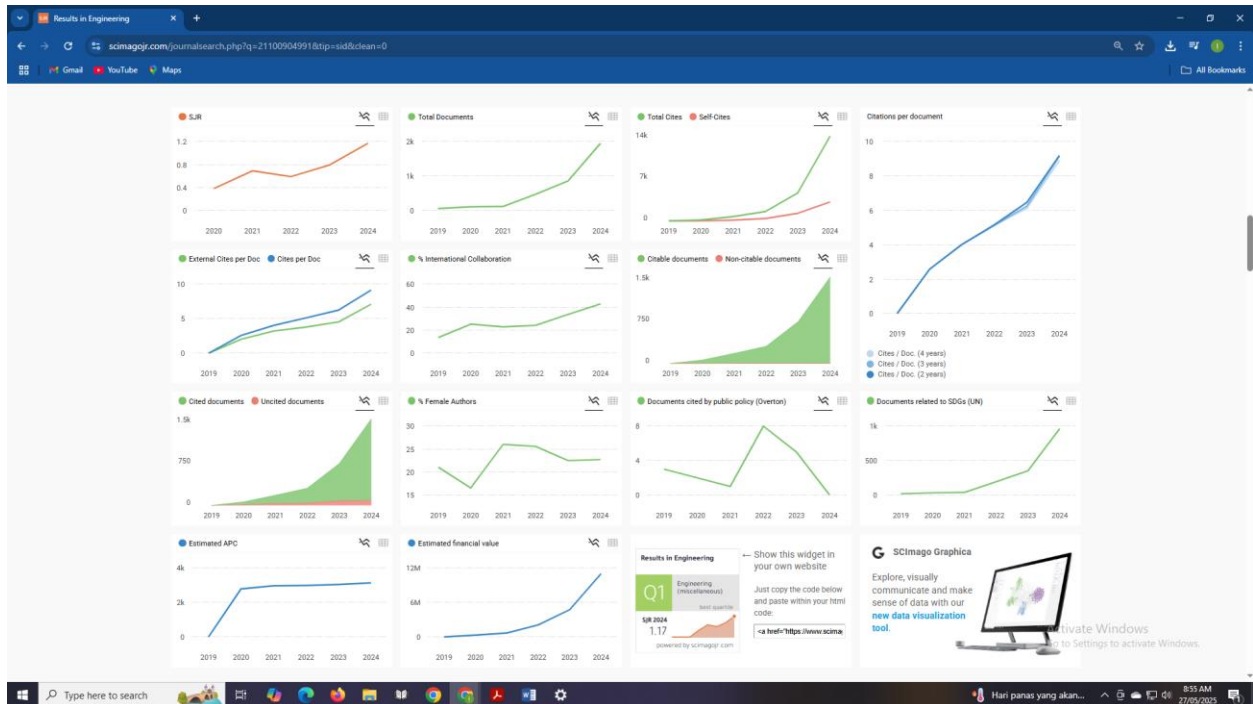 Results in Engineering
scimagojr.com/journalsearch.php?q=21100904991&tip=sid&clean=0
Gmail YouTube Maps
All Bookmarks
SJR
1.2
0.8
0.4
0
2020 2021 2022 2023 2024
Total Documents
2k
1k
0
2019 2020 2021 2022 2023 2024
Total Cites Self-Cites
14k
7k
0
2019 2020 2021 2022 2023 2024
Citations per document
10
8
6
4
2
0
2019 2020 2021 2022 2023 2024
Cites / Doc. (4 years)
Cites / Doc. (3 years)
Cites / Doc. (2 years)
External Cites per Doc Cites per Doc
10
5
0
2019 2020 2021 2022 2023 2024
% International Collaboration
60
40
20
0
2019 2020 2021 2022 2023 2024
Citable documents Non-citable documents
1.5k
750
0
2019 2020 2021 2022 2023 2024
Cited documents Uncited documents
1.5k
750
0
2019 2020 2021 2022 2023 2024
% Female Authors
30
25
20
15
2019 2020 2021 2022 2023 2024
Documents cited by public policy (Overton)
8
4
0
2019 2020 2021 2022 2023 2024
Documents related to SDGs (UN)
1k
500
0
2019 2020 2021 2022 2023 2024
Estimated APC
4k
2k
0
2019 2020 2021 2022 2023 2024
Estimated financial value
12M
6M
0
2019 2020 2021 2022 2023 2024
Results in Engineering
Q1
Engineering
(miscellaneous)
best quartile
SJR 2024
1.17
powered by scimagojr.com
← Show this widget in
your own website
Just copy the code below
and paste within your html
code:
<a href="https://www.scimag
SCImago Graphica
Explore, visually
communicate and make
sense of data with our
new data visualization
tool.
Activate Windows
Go to Settings to activate Windows.
Type here to search
Hari panas yang akan...
8:55 AM
27/05/2025